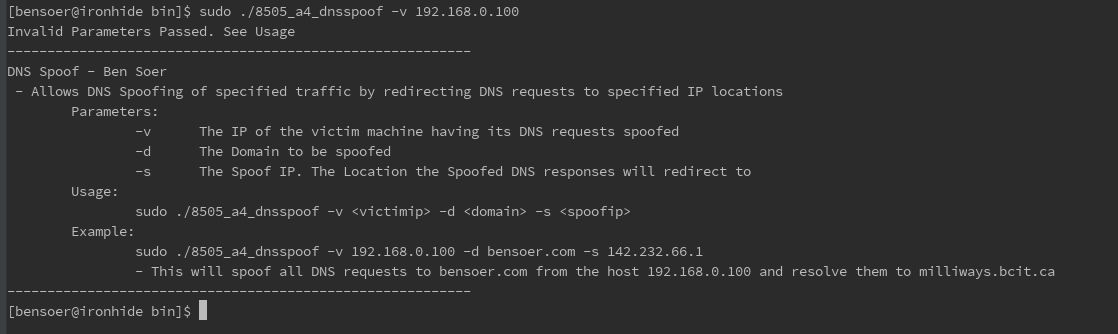 [bensoer@ironhide bin]$ sudo ./8505_a4_dnsspoof -v 192.168.0.100
Invalid Parameters Passed. See Usage
----------------------------------------------------------
DNS Spoof - Ben Soer
 - Allows DNS Spoofing of specified traffic by redirecting DNS requests to specified IP locations
        Parameters:
                -v      The IP of the victim machine having its DNS requests spoofed
                -d      The Domain to be spoofed
                -s      The Spoof IP. The Location the Spoofed DNS responses will redirect to
        Usage:
                sudo ./8505_a4_dnsspoof -v <victimip> -d <domain> -s <spoofip>
        Example:
                sudo ./8505_a4_dnsspoof -v 192.168.0.100 -d bensoer.com -s 142.232.66.1
                - This will spoof all DNS requests to bensoer.com from the host 192.168.0.100 and resolve them to milliways.bcit.ca
----------------------------------------------------------
[bensoer@ironhide bin]$